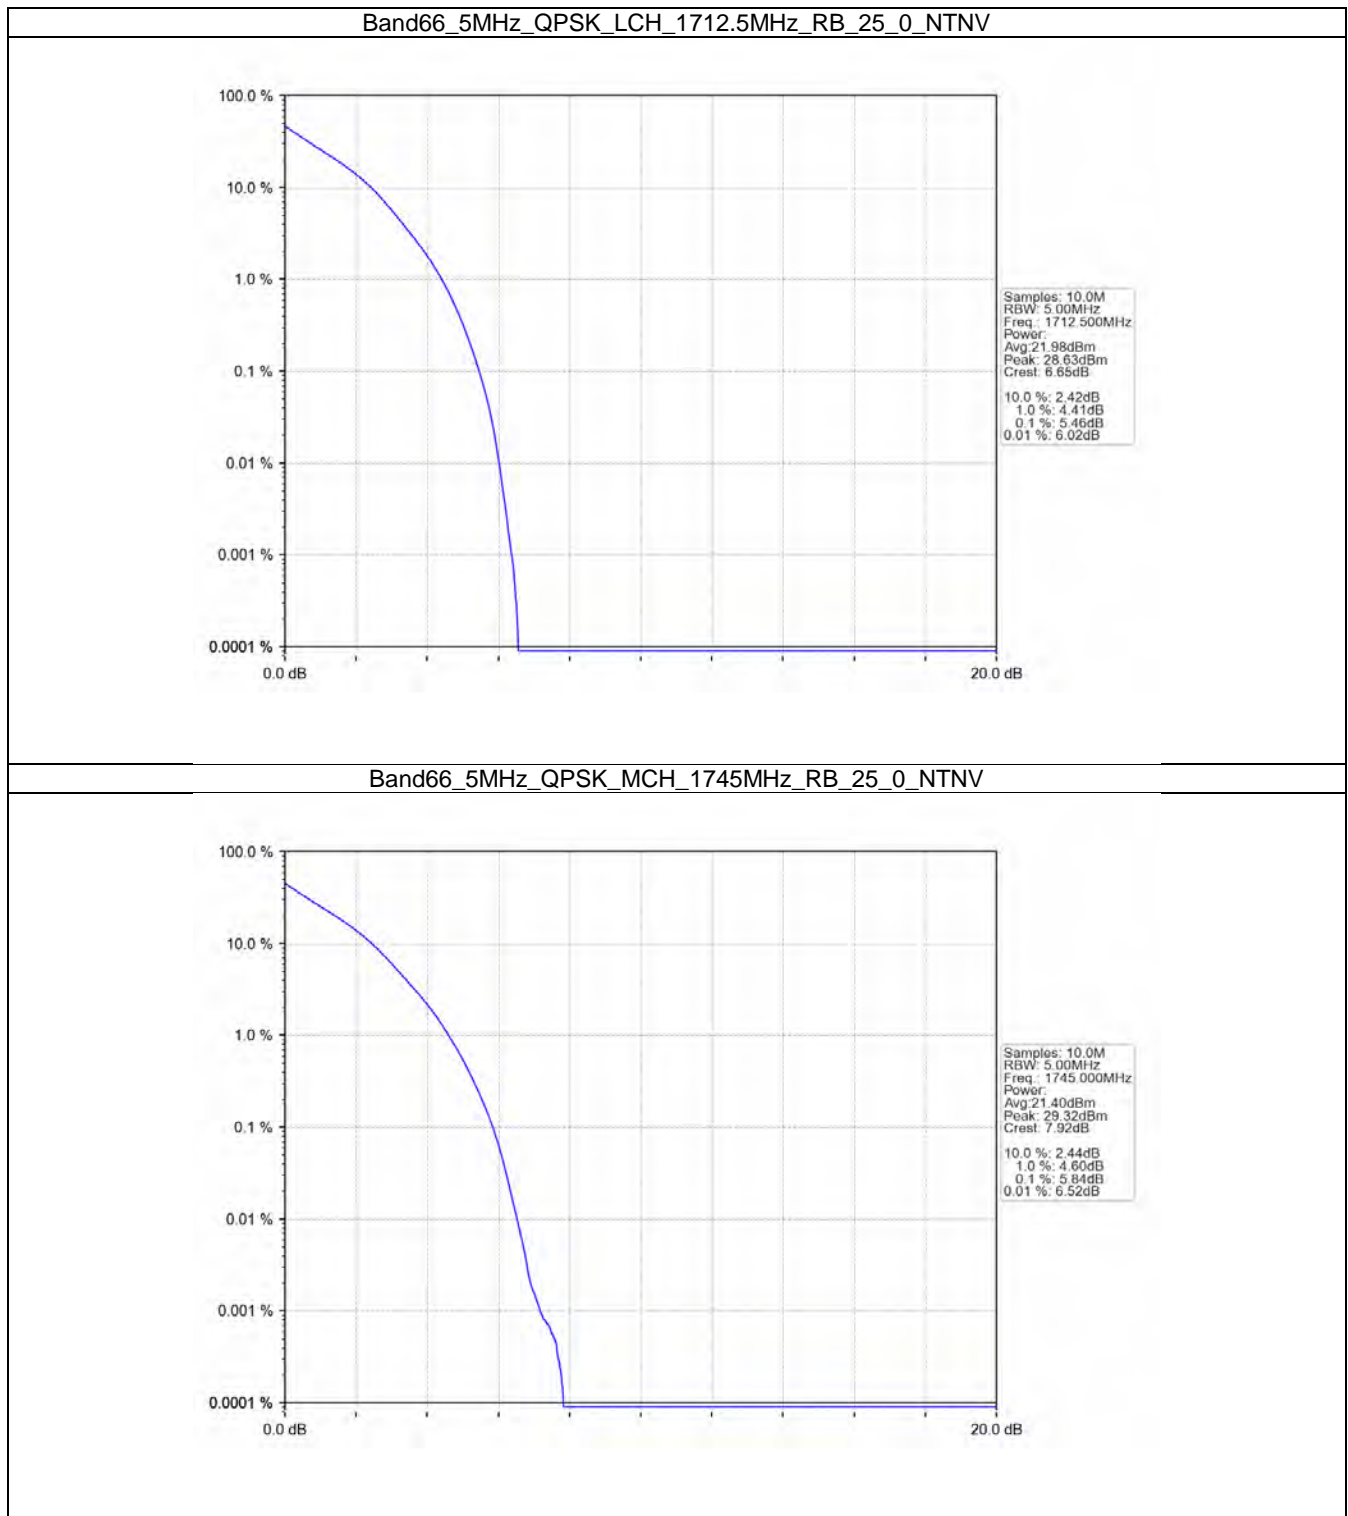 Band66_5MHz_QPSK_LCH_1712.5MHz_RB_25_0_NTNV
100.0 %
10.0 %
1.0 %
0.1 %
0.01 %
0.001 %
0.0001 %
0.0 dB
20.0 dB
Samples: 10.0M
RBW: 5.00MHz
Freq.: 1712.500MHz
Power:
Avg:21.98dBm
Peak: 28.63dBm
Crest: 6.65dB
10.0 %: 2.42dB
1.0 %: 4.41dB
0.1 %: 5.46dB
0.01 %: 6.02dB
Band66_5MHz_QPSK_MCH_1745MHz_RB_25_0_NTNV
100.0 %
10.0 %
1.0 %
0.1 %
0.01 %
0.001 %
0.0001 %
0.0 dB
20.0 dB
Samples: 10.0M
RBW: 5.00MHz
Freq.: 1745.000MHz
Power:
Avg:21.40dBm
Peak: 29.32dBm
Crest: 7.92dB
10.0 %: 2.44dB
1.0 %: 4.60dB
0.1 %: 5.84dB
0.01 %: 6.52dB